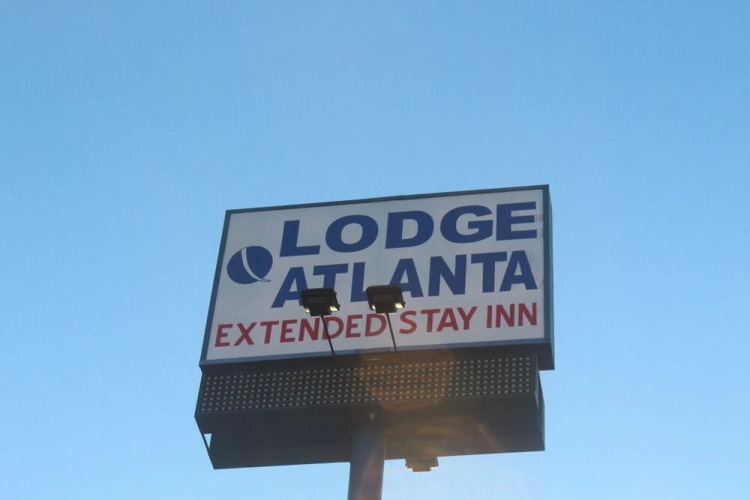 LODGE
ATLANTA
EXTENDED STAY INN